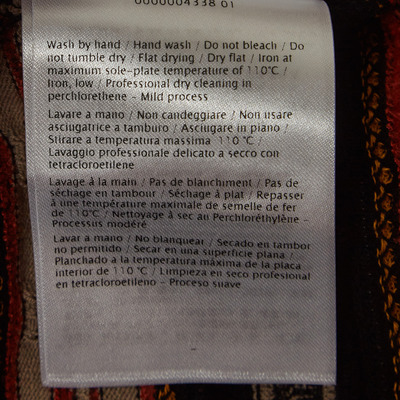 0000004338 01
Wash by hand / Hand wash / Do not bleach / Do
not tumble dry / Flat drying / Dry flat / Iron at
maximum sole-plate temperature of 110°C /
Iron, low / Professional dry cleaning in
perchlorethene - Mild process
Lavare a mano / Non candeggiare / Non usare
asciugatrice a tamburo / Asciugare in piano /
Stirare a temperatura massima 110 °C /
Lavaggio professionale delicato a secco con
tetracloroetilene
Lavage à la main / Pas de blanchiment / Pas de
séchage en tambour / Séchage à plat / Repasser
à une température maximale de semelle de fer
de 110°C / Nettoyage à sec au Perchloréthylène -
Processus modéré
Lavar a mano / No blanquear / Secado en tambor
no permitido / Secar en una superficie plana /
Planchado a la temperatura máxima de la placa
interior de 110 °C / Limpieza en seco profesional
en tetracloroetileno - Proceso suave